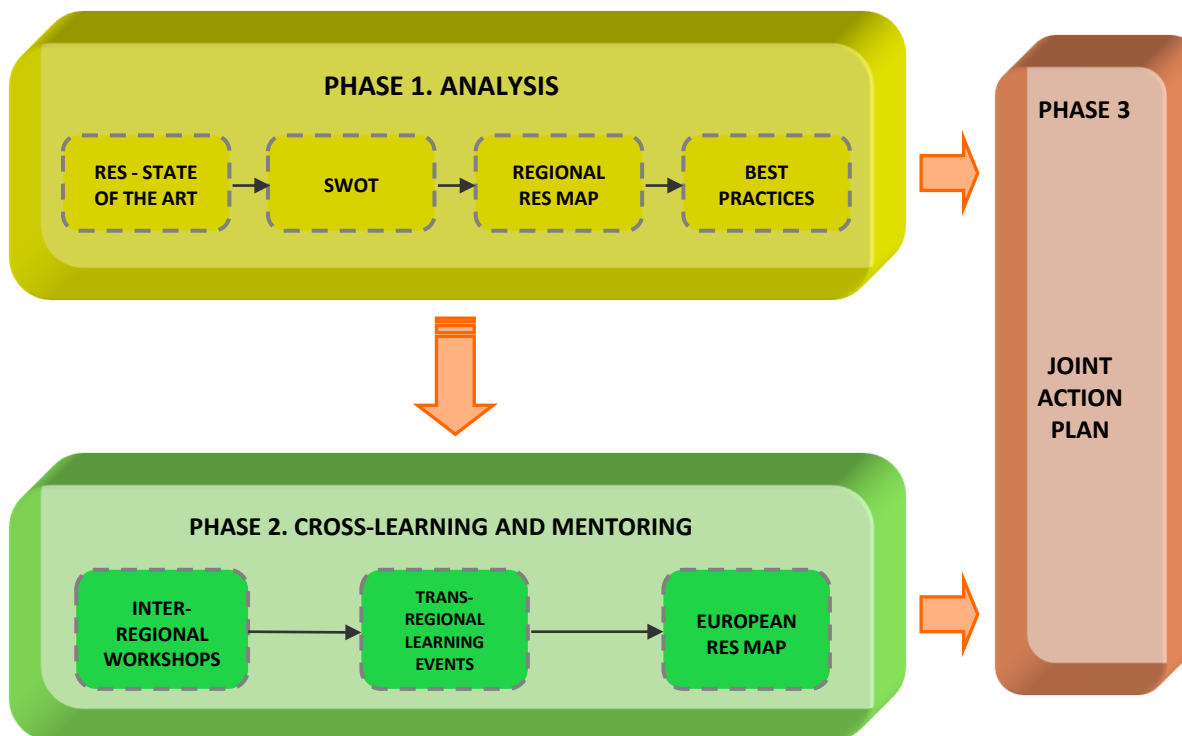 PHASE 1. ANALYSIS
RES - STATE
OF THE ART
SWOT
REGIONAL
RES MAP
BEST
PRACTICES
PHASE 2. CROSS-LEARNING AND MENTORING
INTER-
REGIONAL
WORKSHOPS
TRANS-
REGIONAL
LEARNING
EVENTS
EUROPEAN
RES MAP
PHASE 3
JOINT
ACTION
PLAN